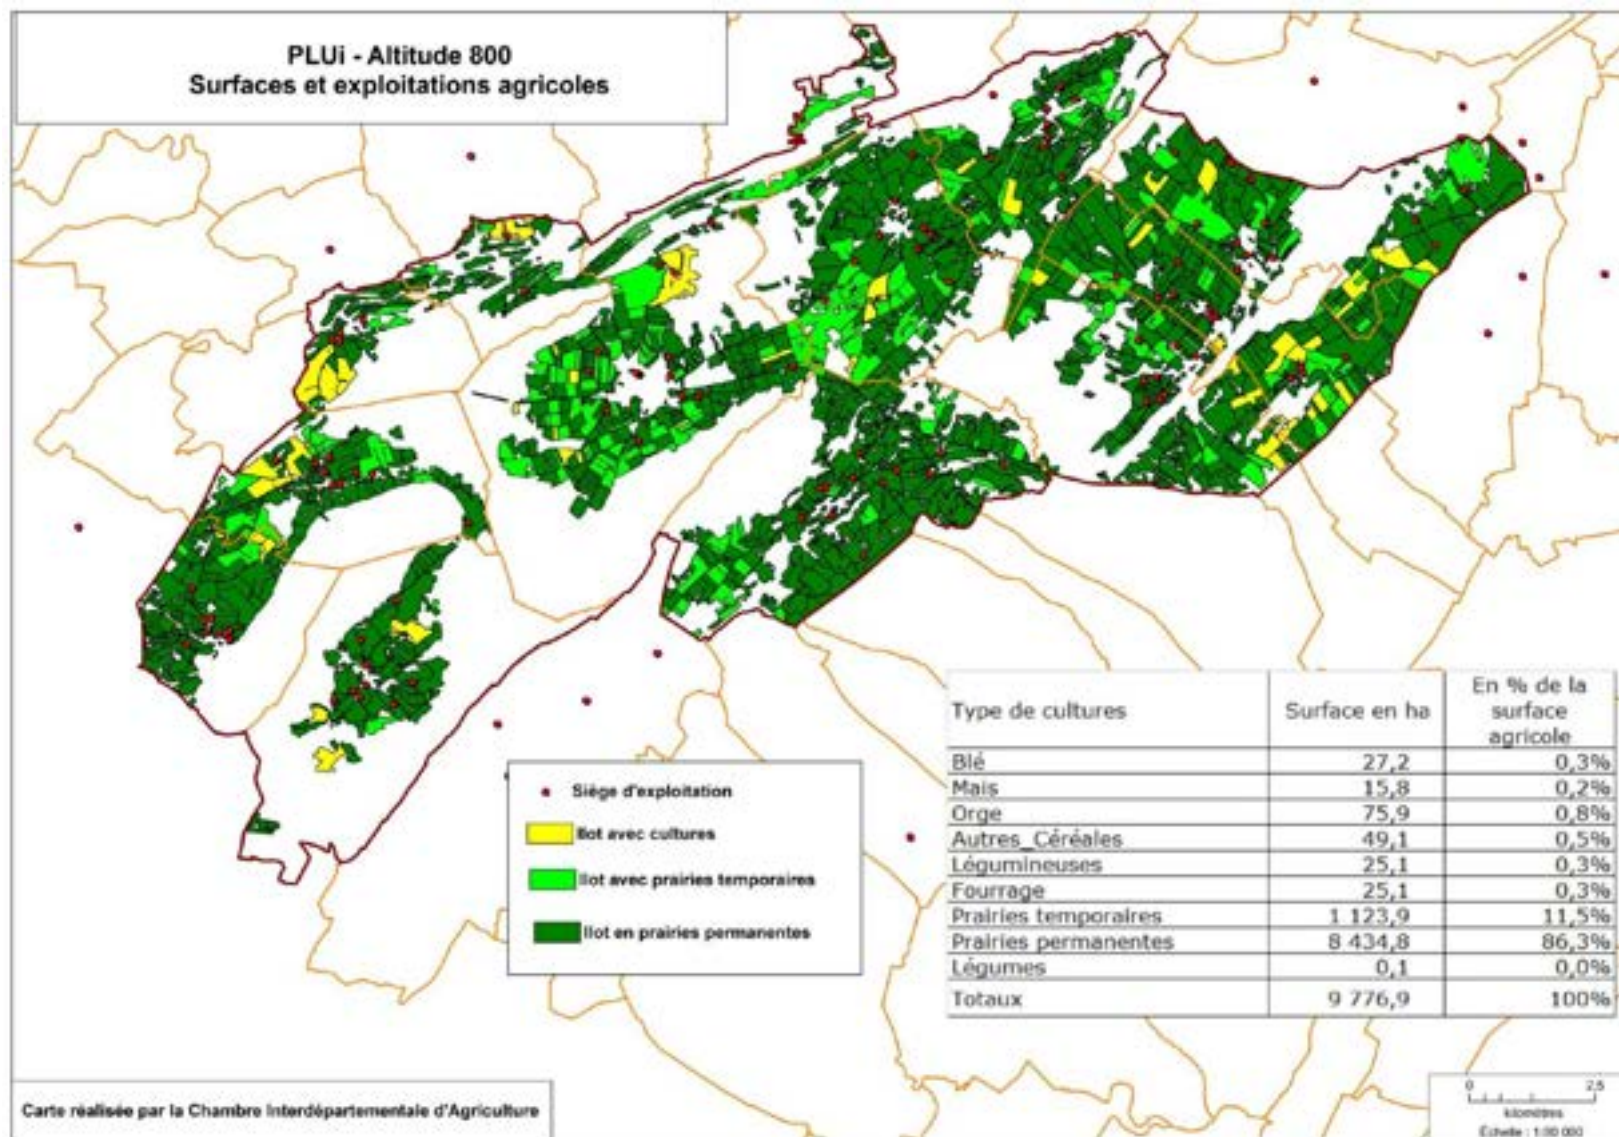 PLUi - Altitude 800
Surfaces et exploitations agricoles
Type de cultures Surface en ha En % de la surface agricole
Blé 27,2 0,3%
Mais 15,8 0,2%
Orge 75,9 0,8%
Autres_Céréales 49,1 0,5%
Légumineuses 25,1 0,3%
Fourrage 25,1 0,3%
Prairies temporaires 1 123,9 11,5%
Prairies permanentes 8 434,8 86,3%
Légumes 0,1 0,0%
Totaux 9 776,9 100%
Siège d'exploitation
Ilot avec cultures
Ilot avec prairies temporaires
Ilot en prairies permanentes
Carte réalisée par la Chambre Interdépartementale d'Agriculture
0 2,5
kilomètres
Échelle :